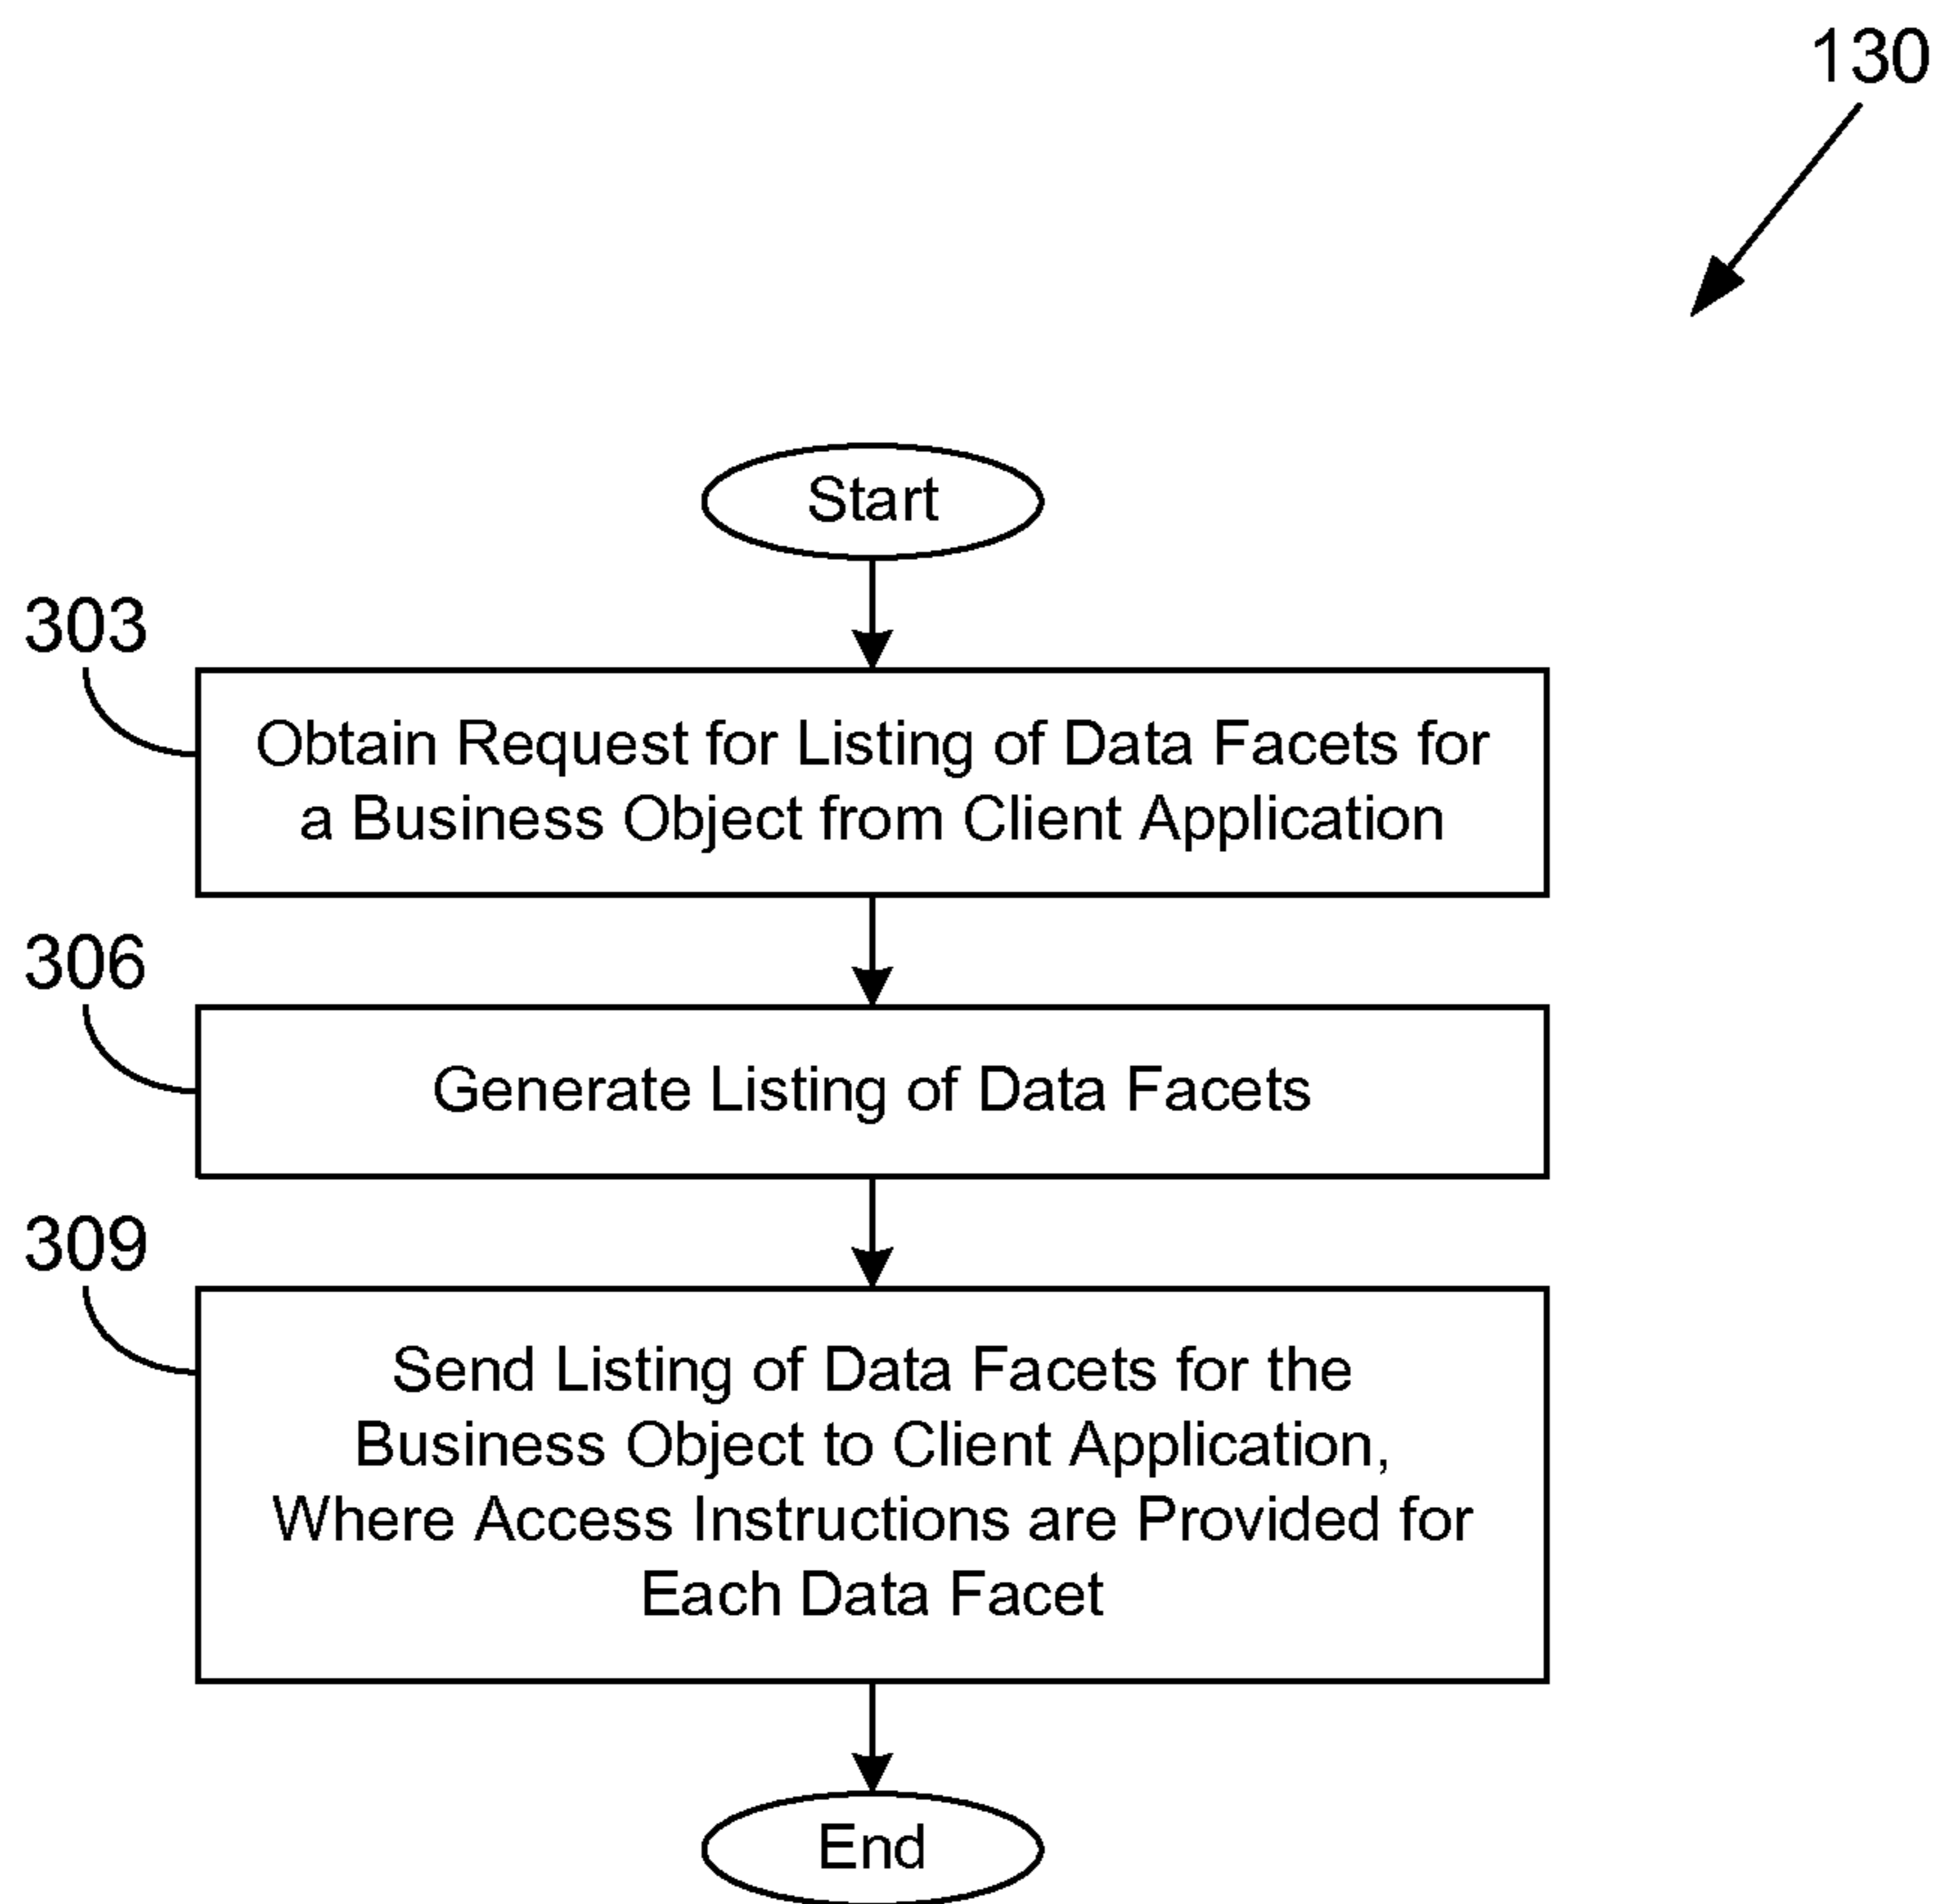 130
Start
303
Obtain Request for Listing of Data Facets for
a Business Object from Client Application
306
Generate Listing of Data Facets
309
Send Listing of Data Facets for the
Business Object to Client Application,
Where Access Instructions are Provided for
Each Data Facet
End